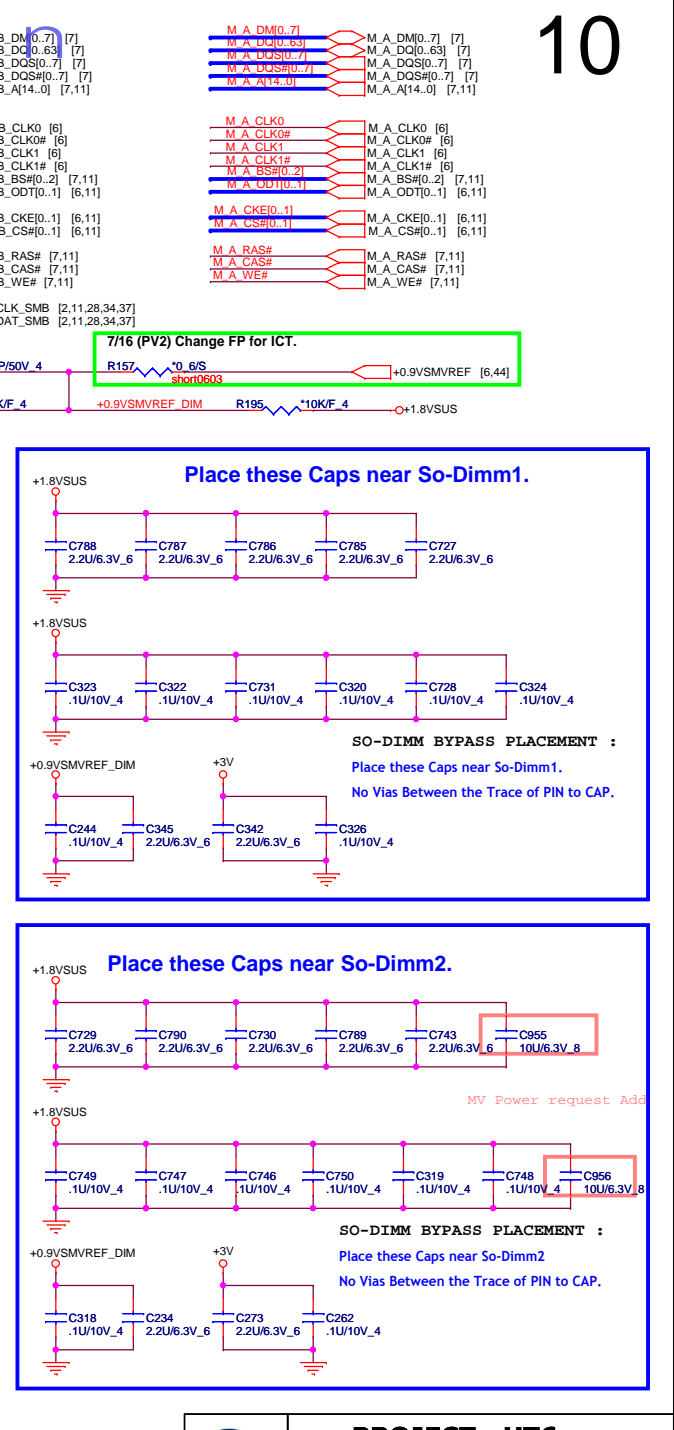 10
B_DM[0..7] [7]
B_DQ[0..63] [7]
B_DQS[0..7] [7]
B_DQS#[0..7] [7]
B_A[14..0] [7,11]
M_A_DM[0..7] M_A_DM[0..7] [7]
M_A_DQ[0..63] M_A_DQ[0..63] [7]
M_A_DQS[0..7] M_A_DQS[0..7] [7]
M_A_DQS#[0..7] M_A_DQS#[0..7] [7]
M_A_A[14..0] M_A_A[14..0] [7,11]
B_CLK0 [6]
B_CLK0# [6]
B_CLK1 [6]
B_CLK1# [6]
B_BS#[0..2] [7,11]
B_ODT[0..1] [6,11]
M_A_CLK0 M_A_CLK0 [6]
M_A_CLK0# M_A_CLK0# [6]
M_A_CLK1 M_A_CLK1 [6]
M_A_CLK1# M_A_CLK1# [6]
M_A_BS#[0..2] M_A_BS#[0..2] [7,11]
M_A_ODT[0..1] M_A_ODT[0..1] [6,11]
B_CKE[0..1] [6,11]
B_CS#[0..1] [6,11]
M_A_CKE[0..1] M_A_CKE[0..1] [6,11]
M_A_CS#[0..1] M_A_CS#[0..1] [6,11]
B_RAS# [7,11]
B_CAS# [7,11]
B_WE# [7,11]
M_A_RAS# M_A_RAS# [7,11]
M_A_CAS# M_A_CAS# [7,11]
M_A_WE# M_A_WE# [7,11]
CLK_SMB [2,11,28,34,37]
DAT_SMB [2,11,28,34,37]
7/16 (PV2) Change FP for ICT.
P/50V_4 R157 *0_6/S +0.9VSMVREF [6,44]
short0603
K/F_4 +0.9VSMVREF_DIM R195 *10K/F_4 +1.8VSUS
Place these Caps near So-Dimm1.
+1.8VSUS
C788 C787 C786 C785 C727
2.2U/6.3V_6 2.2U/6.3V_6 2.2U/6.3V_6 2.2U/6.3V_6 2.2U/6.3V_6
+1.8VSUS
C323 C322 C731 C320 C728 C324
.1U/10V_4 .1U/10V_4 .1U/10V_4 .1U/10V_4 .1U/10V_4 .1U/10V_4
SO-DIMM BYPASS PLACEMENT :
Place these Caps near So-Dimm1.
No Vias Between the Trace of PIN to CAP.
+0.9VSMVREF_DIM +3V
C244 C345 C342 C326
.1U/10V_4 2.2U/6.3V_6 2.2U/6.3V_6 .1U/10V_4
Place these Caps near So-Dimm2.
+1.8VSUS
C729 C790 C730 C789 C743 C955
2.2U/6.3V_6 2.2U/6.3V_6 2.2U/6.3V_6 2.2U/6.3V_6 2.2U/6.3V_6 10U/6.3V_8
MV Power request Add
+1.8VSUS
C749 C747 C746 C750 C319 C748 C956
.1U/10V_4 .1U/10V_4 .1U/10V_4 .1U/10V_4 .1U/10V_4 .1U/10V_4 10U/6.3V_8
SO-DIMM BYPASS PLACEMENT :
Place these Caps near So-Dimm2
No Vias Between the Trace of PIN to CAP.
+0.9VSMVREF_DIM +3V
C318 C234 C273 C262
.1U/10V_4 2.2U/6.3V_6 2.2U/6.3V_6 .1U/10V_4